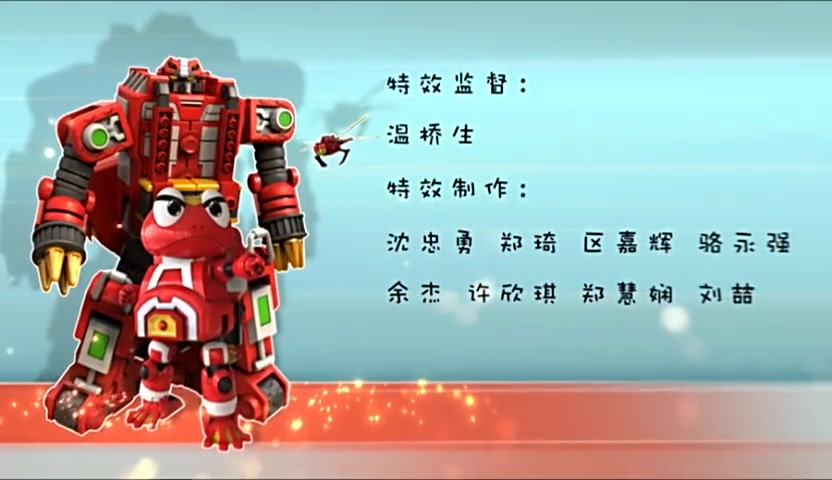 特效监督：
温桥生
特效制作：
沈忠勇 郑琦 区嘉辉 骆永强
余杰 许欣琪 郑慧娴 刘喆